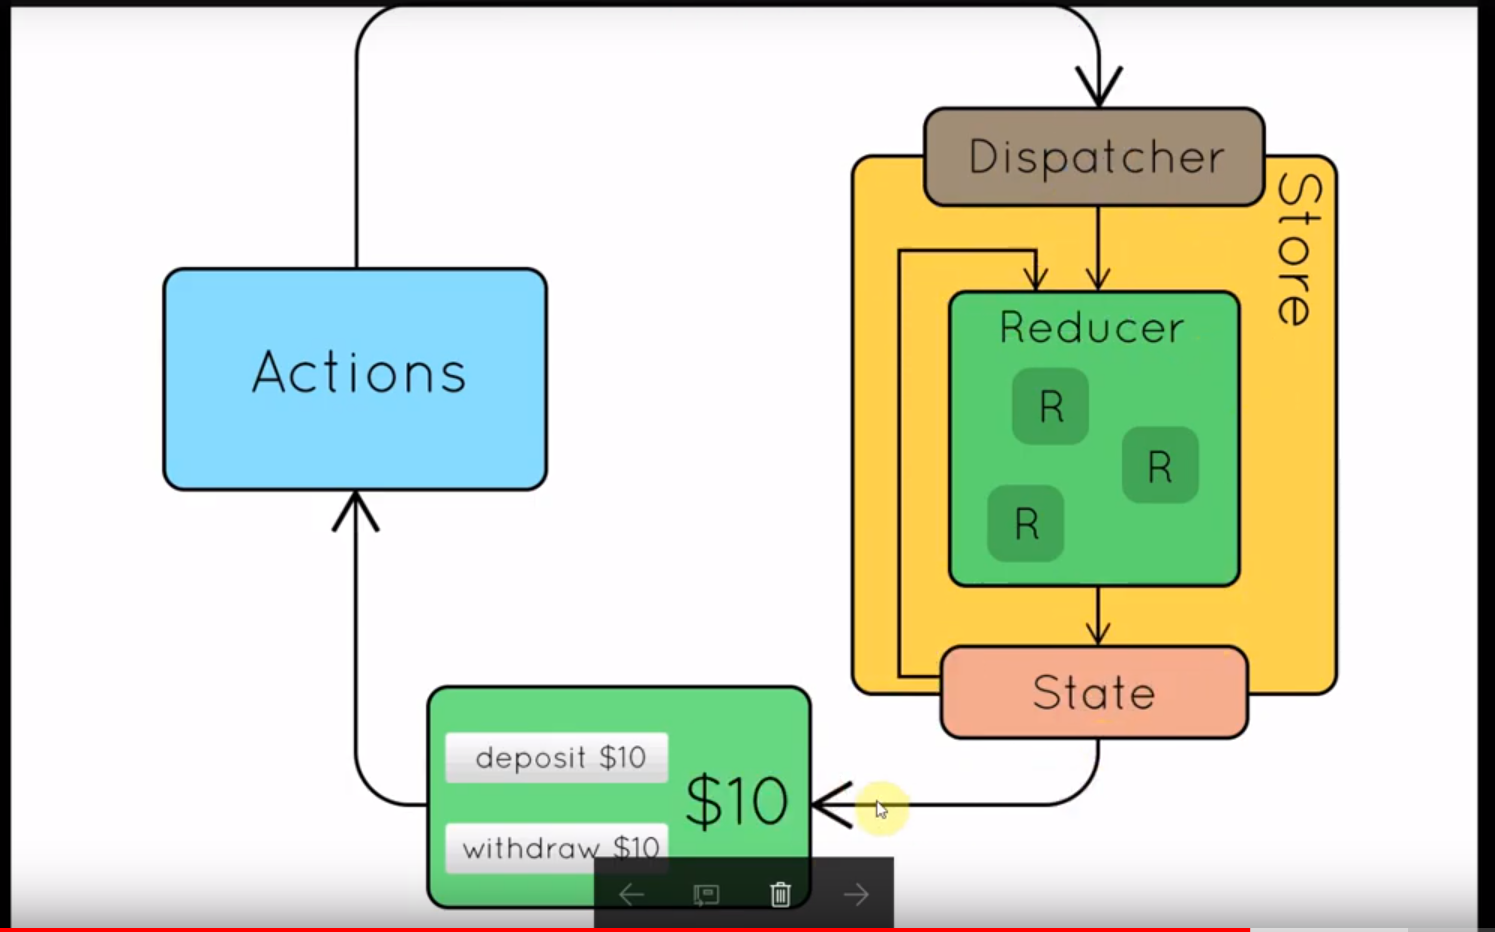 Dispatcher
Store
Reducer
R
R
R
Actions
State
deposit $10
$10
withdraw $10